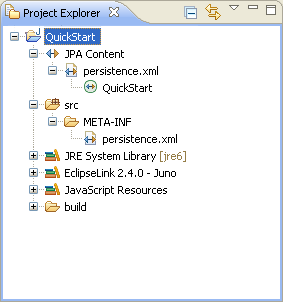 Project Explorer
QuickStart
JPA Content
persistence.xml
QuickStart
src
META-INF
persistence.xml
JRE System Library [jre6]
EclipseLink 2.4.0 - Juno
JavaScript Resources
build